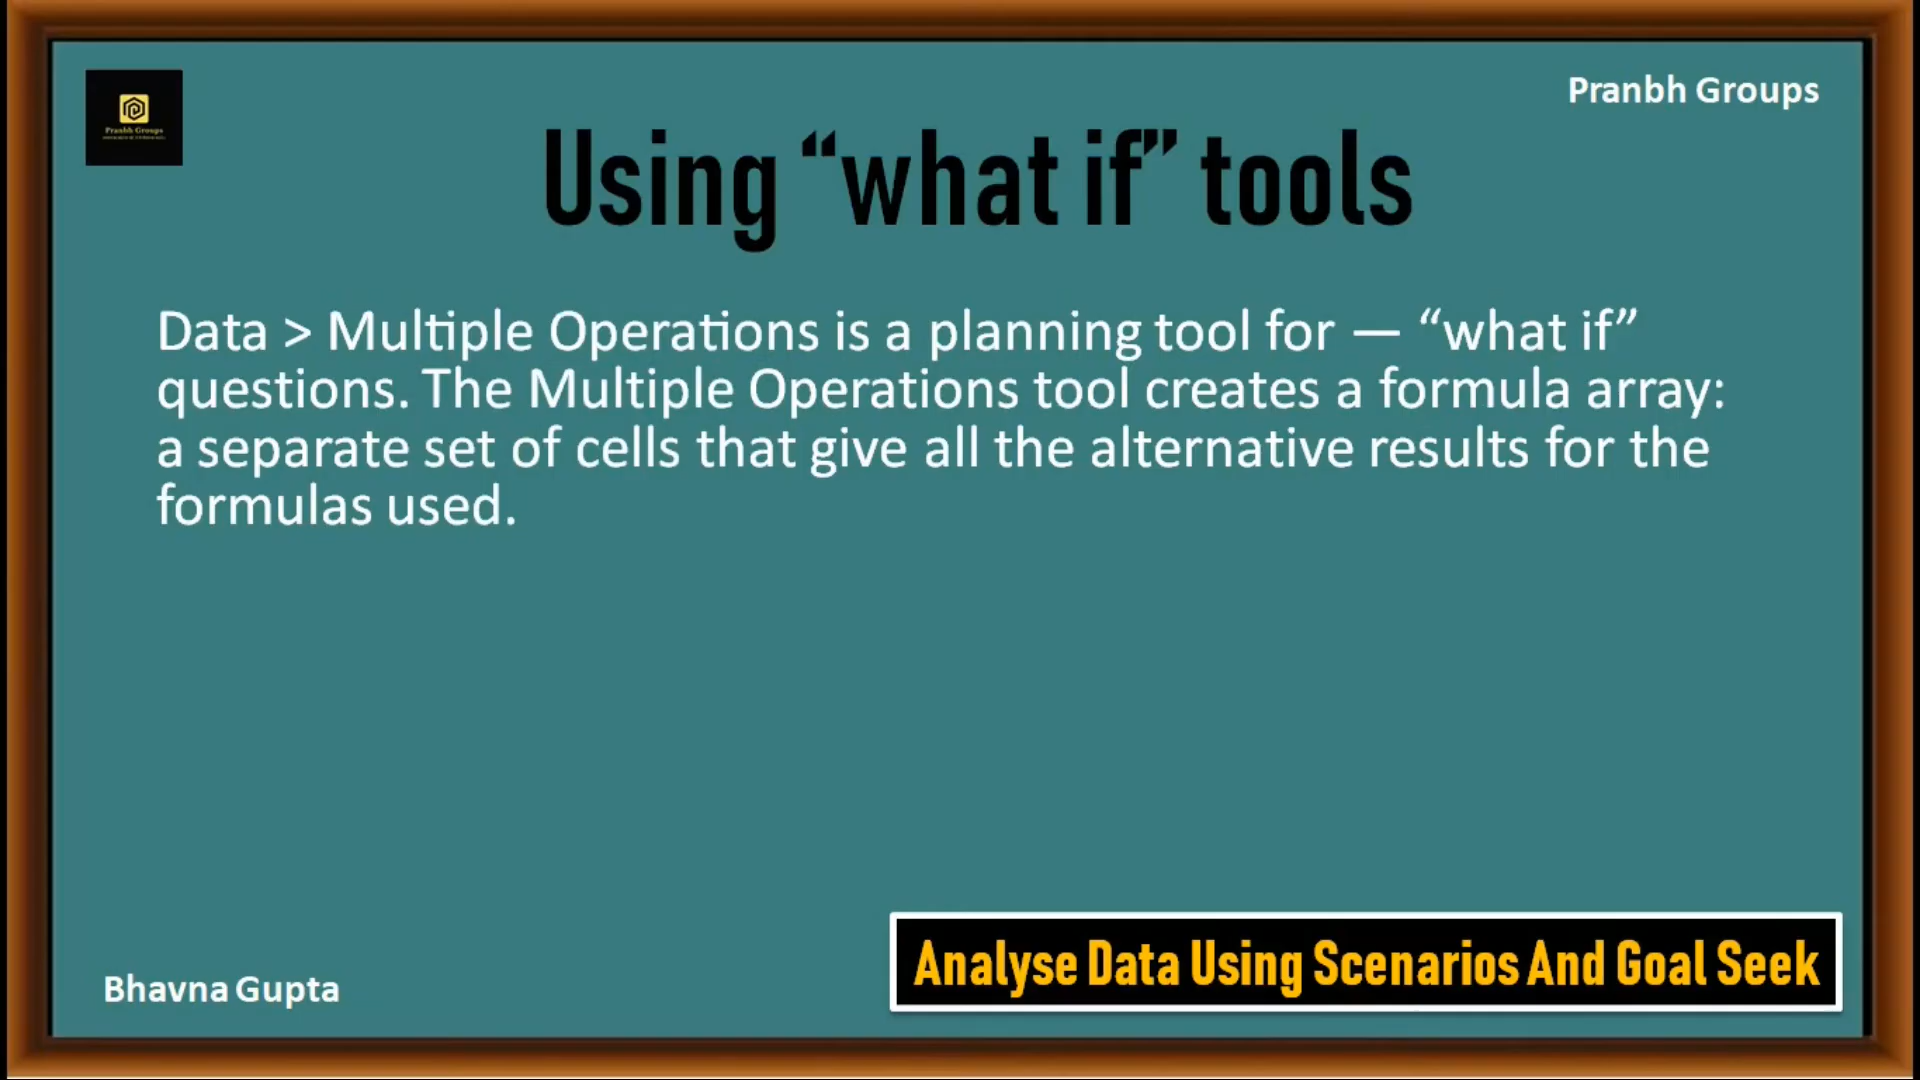 Pranbh Groups
Pranbh Groups
Using “what if” tools
Data > Multiple Operations is a planning tool for — “what if”
questions. The Multiple Operations tool creates a formula array:
a separate set of cells that give all the alternative results for the
formulas used.
Analyse Data Using Scenarios And Goal Seek
Bhavna Gupta